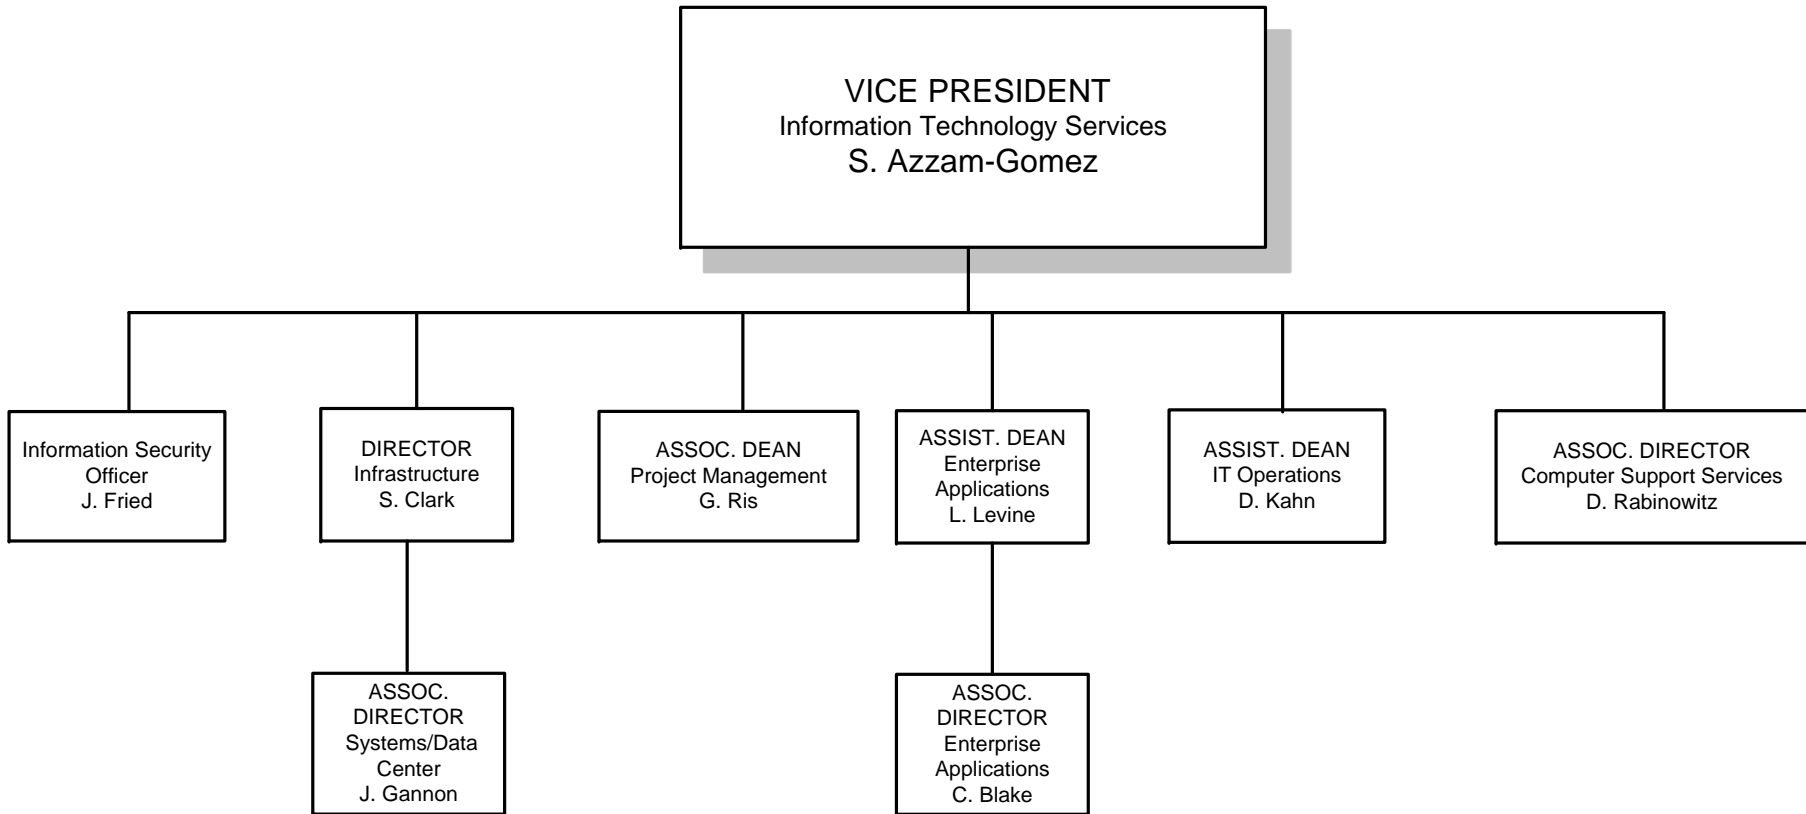 VICE PRESIDENT
Information Technology Services
S. Azzam-Gomez
Information Security
Officer
J. Fried
DIRECTOR
Infrastructure
S. Clark
ASSOC. DEAN
Project Management
G. Ris
ASSIST. DEAN
Enterprise
Applications
L. Levine
ASSIST. DEAN
IT Operations
D. Kahn
ASSOC. DIRECTOR
Computer Support Services
D. Rabinowitz
ASSOC.
DIRECTOR
Systems/Data
Center
J. Gannon
ASSOC.
DIRECTOR
Enterprise
Applications
C. Blake